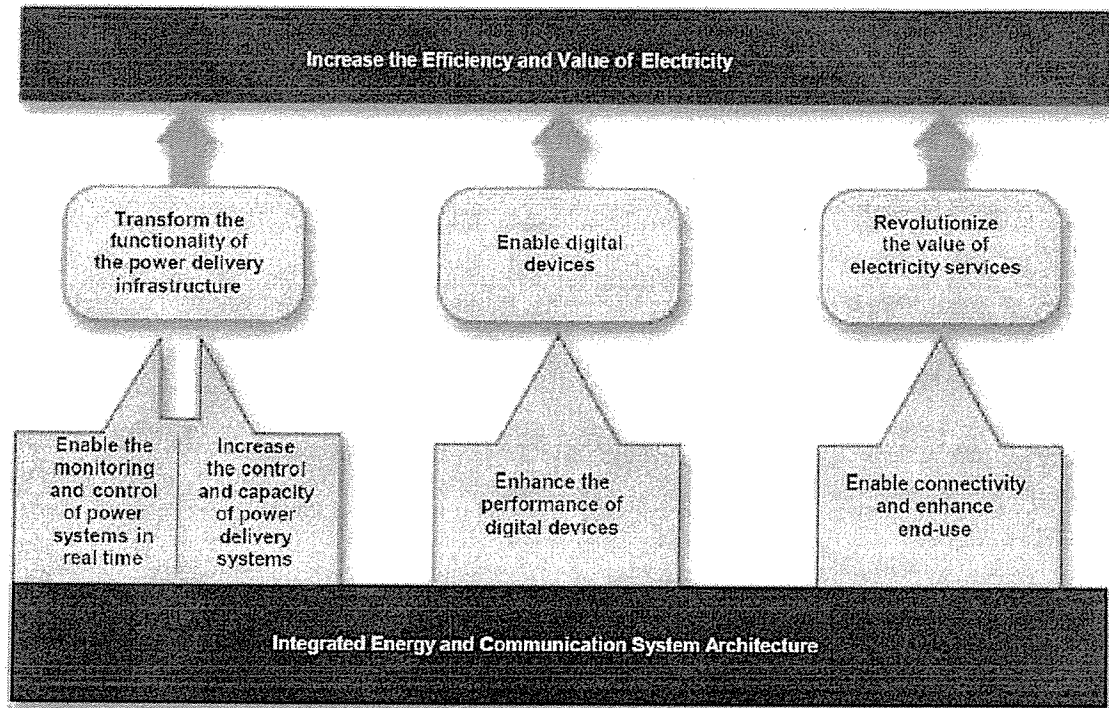 Increase the Efficiency and Value of Electricity
Transform the
functionality of
the power delivery
infrastructure
Enable digital
devices
Revolutionize
the value of
electricity services
Enable the
monitoring
and control
of power
systems in
real time
Increase
the control
and capacity
of power
delivery
systems
Enhance the
performance of
digital devices
Enable connectivity
and enhance
end-use
Integrated Energy and Communication System Architecture